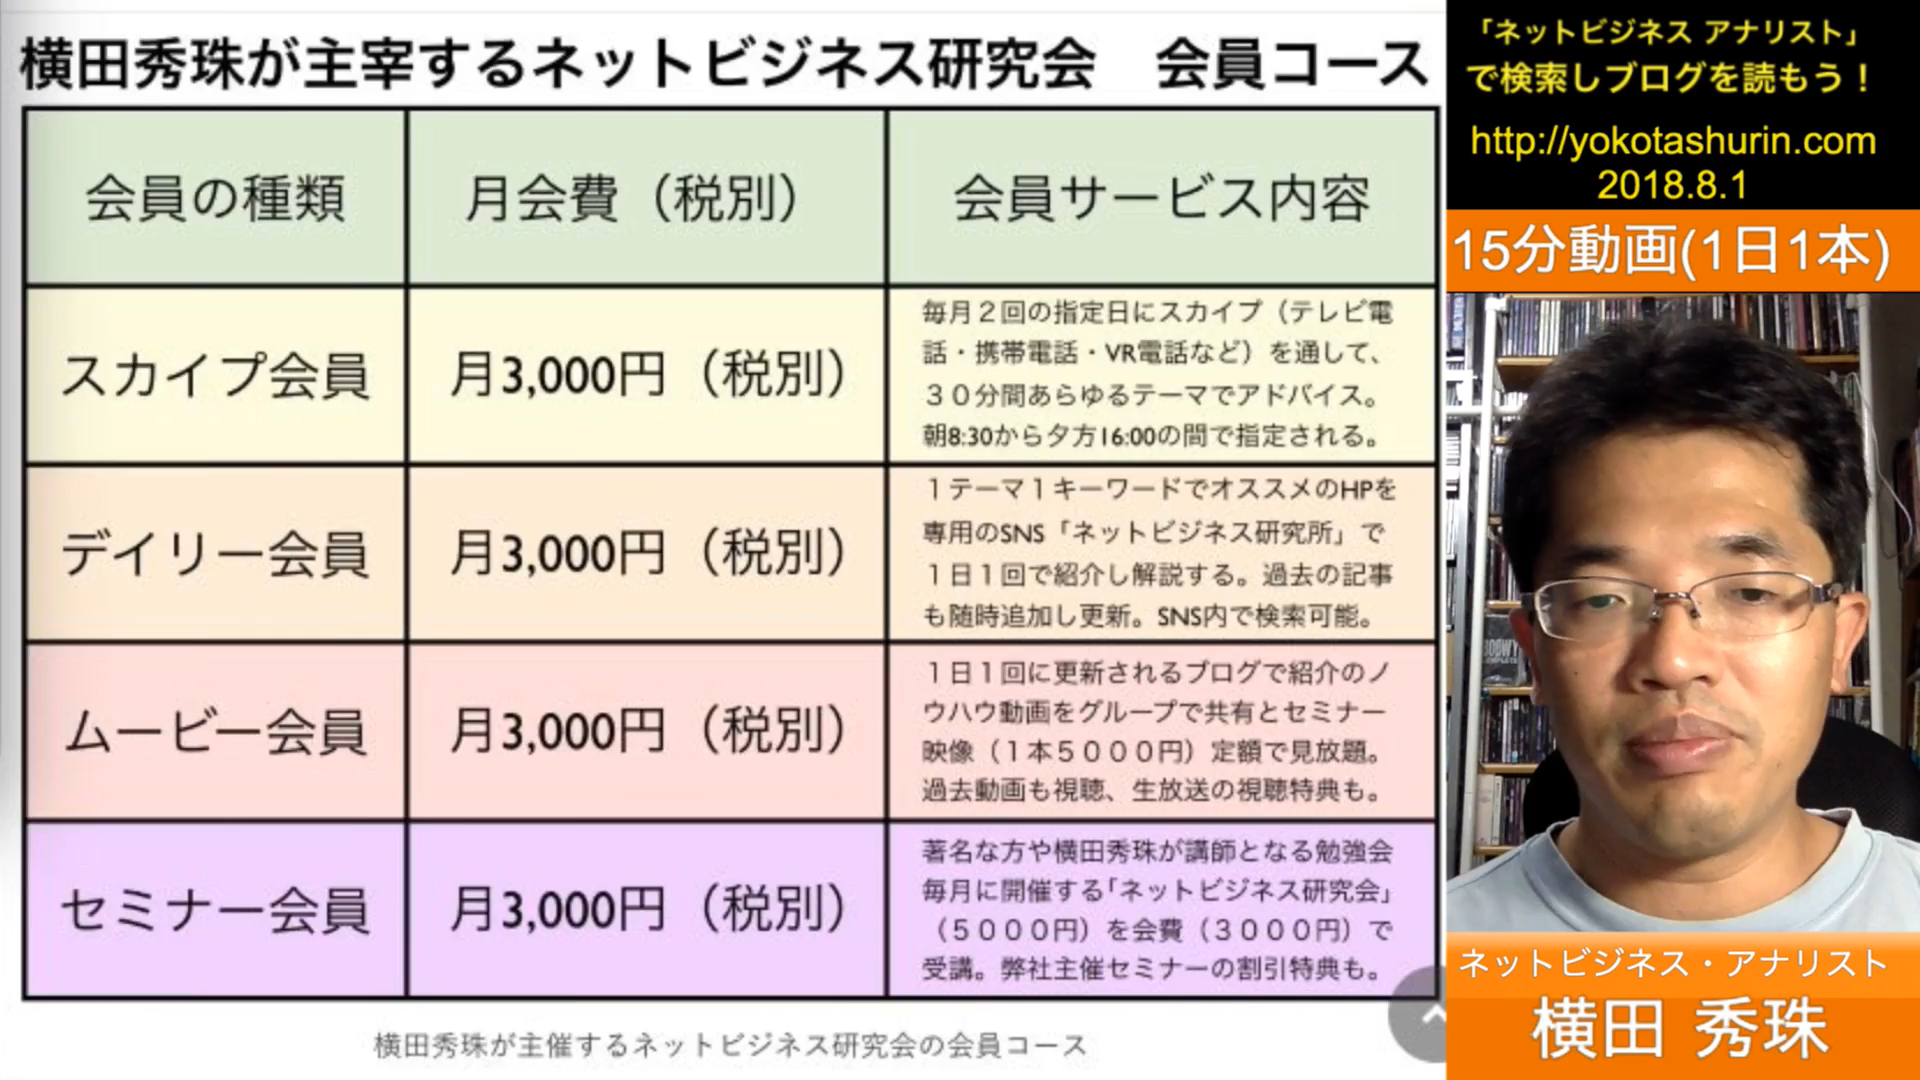 横田秀珠が主宰するネットビジネス研究会　会員コース
会員の種類
月会費（税別）
会員サービス内容
スカイプ会員
月3,000円（税別）
毎月２回の指定日にスカイプ（テレビ電
話・携帯電話・VR電話など）を通して、
３０分間あらゆるテーマでアドバイス。
朝8:30から夕方16:00の間で指定される。
デイリー会員
月3,000円（税別）
１テーマ１キーワードでオススメのHPを
専用のSNS「ネットビジネス研究所」で
１日１回で紹介し解説する。過去の記事
も随時追加し更新。SNS内で検索可能。
ムービー会員
月3,000円（税別）
１日１回に更新されるブログで紹介のノ
ウハウ動画をグループで共有とセミナー
映像（１本５０００円）定額で見放題。
過去動画も視聴、生放送の視聴特典も。
セミナー会員
月3,000円（税別）
著名な方や横田秀珠が講師となる勉強会
毎月に開催する「ネットビジネス研究会」
（５０００円）を会費（３０００円）で
受講。弊社主催セミナーの割引特典も。
横田秀珠が主催するネットビジネス研究会の会員コース
「ネットビジネス アナリスト」
で検索しブログを読もう！
http://yokotashurin.com
2018.8.1
15分動画(1日1本)
ネットビジネス・アナリスト
横田 秀珠